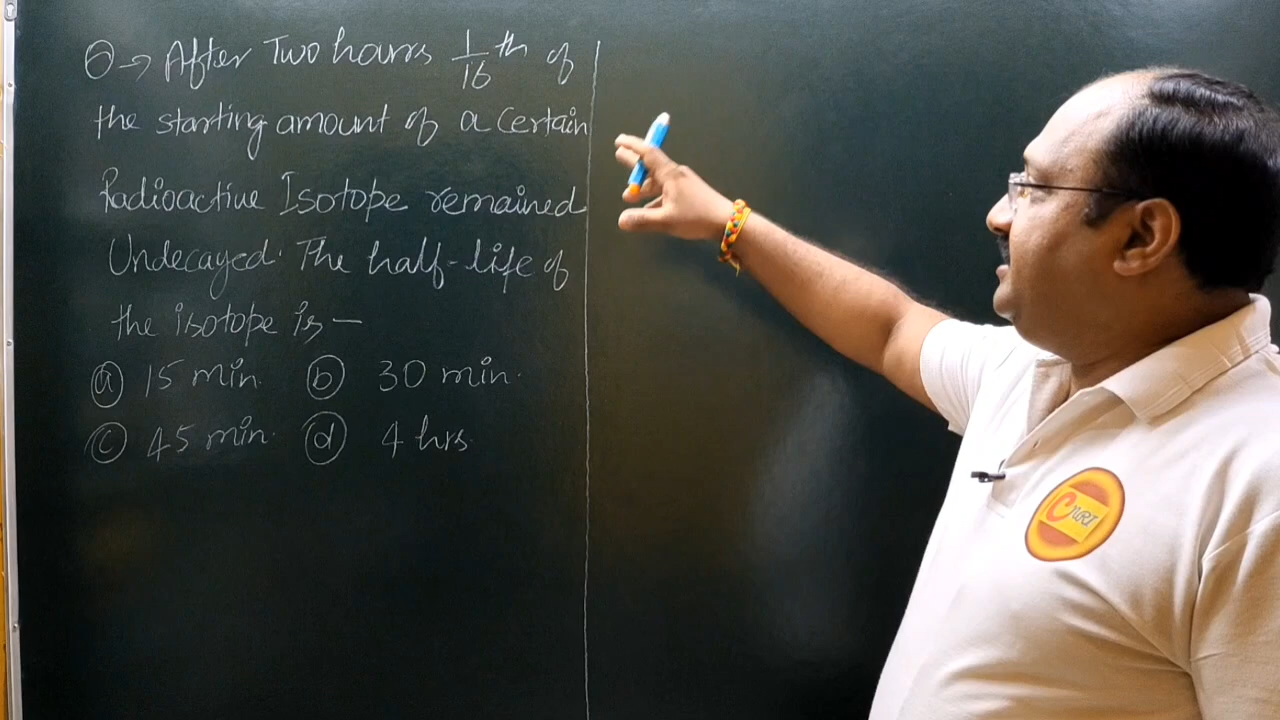 Q→ After Two hours 1/16 th of
the starting amount of a certain
Radioactive Isotope remained
Undecayed. The half-life of
the isotope is —
(a) 15 min. (b) 30 min.
(c) 45 min. (d) 4 hrs.
CNRI